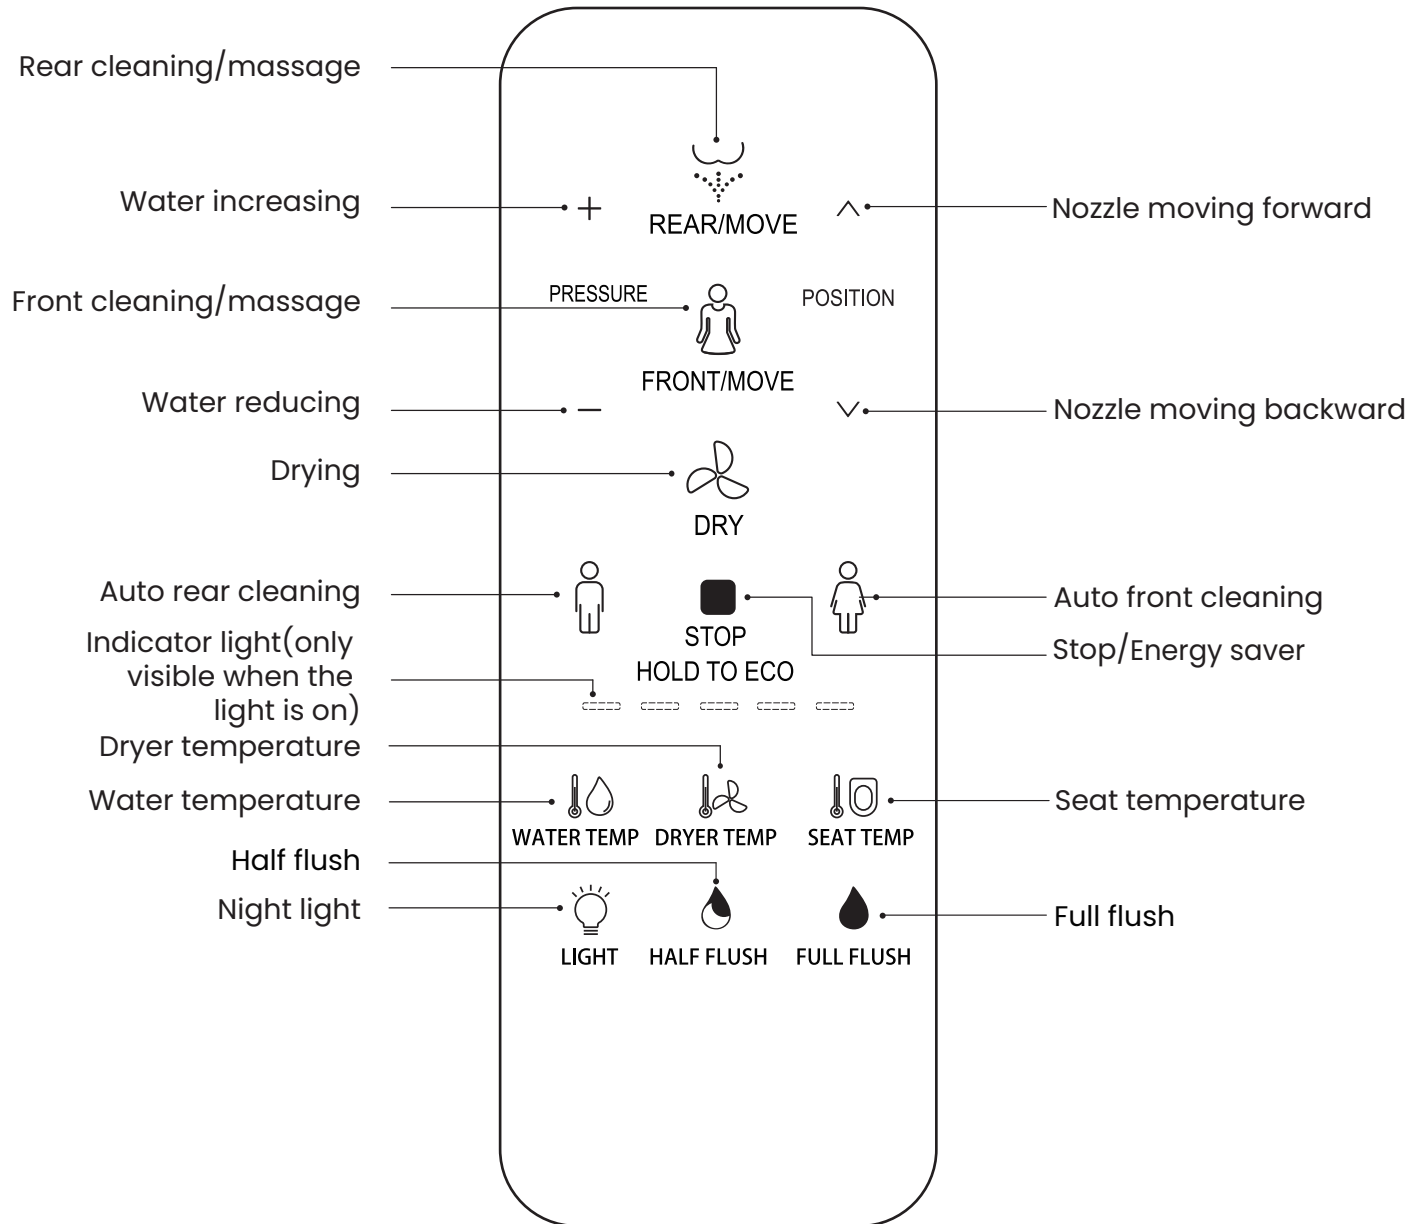 Rear cleaning/massage
Water increasing
+
REAR/MOVE
Nozzle moving forward
Front cleaning/massage
PRESSURE
POSITION
FRONT/MOVE
Water reducing
−
Nozzle moving backward
Drying
DRY
Auto rear cleaning
Auto front cleaning
STOP
HOLD TO ECO
Stop/Energy saver
Indicator light(only
visible when the
light is on)
Dryer temperature
Water temperature
Seat temperature
WATER TEMP
DRYER TEMP
SEAT TEMP
Half flush
Night light
Full flush
LIGHT
HALF FLUSH
FULL FLUSH